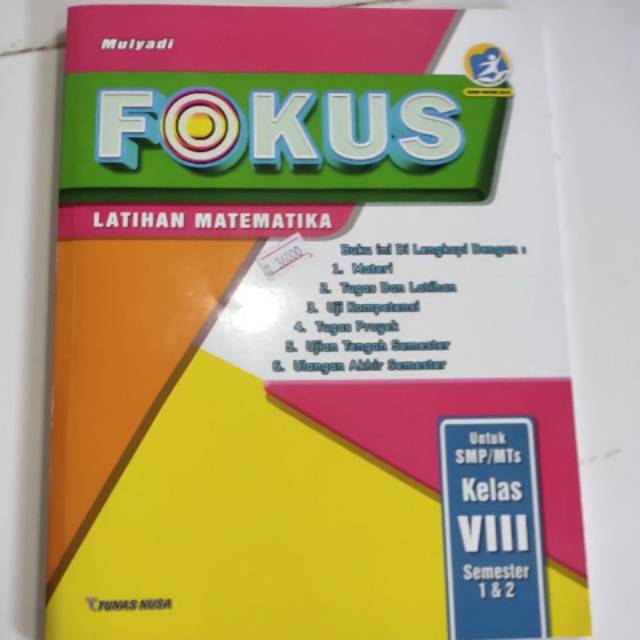 Mulyadi
FOKUS
LATIHAN MATEMATIKA
36000
Buku ini Di Lengkapi Dengan :
1. Materi
2. Tugas Dan Latihan
3. Uji Kompetensi
4. Tugas Proyek
5. Ujian Tengah Semester
6. Ulangan Akhir Semester
Untuk
SMP/MTs
Kelas
VIII
Semester
1 & 2
TUNAS NUSA